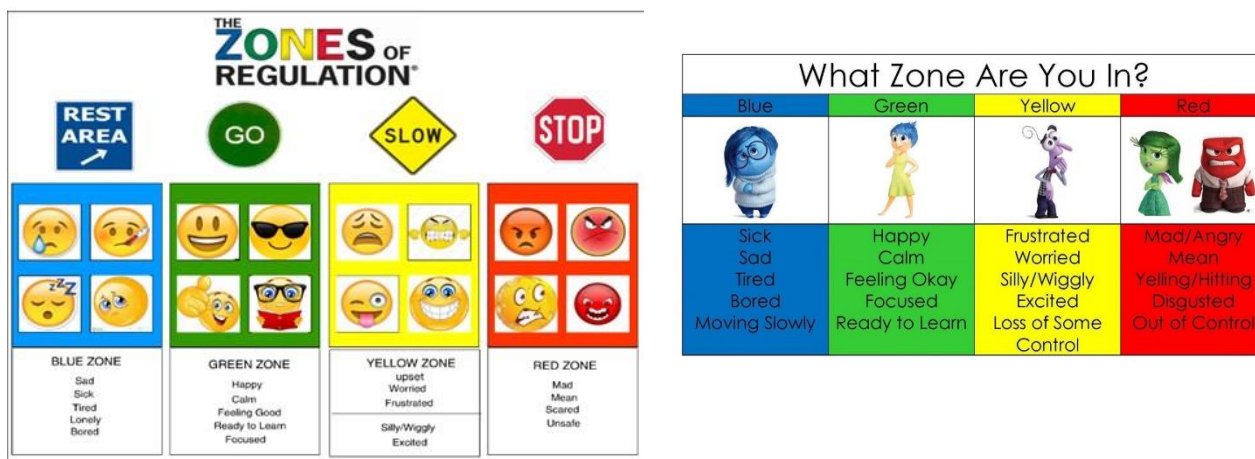 THE
ZONES OF
REGULATION®
REST
AREA
GO
SLOW
STOP
zzz
BLUE ZONE
Sad
Sick
Tired
Lonely
Bored
GREEN ZONE
Happy
Calm
Feeling Good
Ready to Learn
Focused
YELLOW ZONE
upset
Worried
Frustrated
Silly/Wiggly
Excited
RED ZONE
Mad
Mean
Scared
Unsafe
What Zone Are You In?
Blue Green Yellow Red
Sick
Sad
Tired
Bored
Moving Slowly
Happy
Calm
Feeling Okay
Focused
Ready to Learn
Frustrated
Worried
Silly/Wiggly
Excited
Loss of Some
Control
Mad/Angry
Mean
Yelling/Hitting
Disgusted
Out of Control